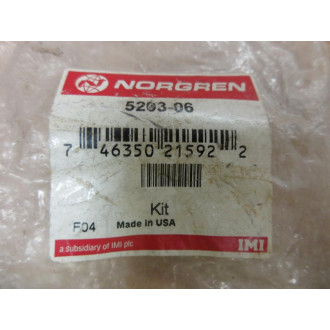 NORGREN
5203-06
7 46350 21592 2
Kit
F04 Made in USA
a subsidiary of IMI plc IMI